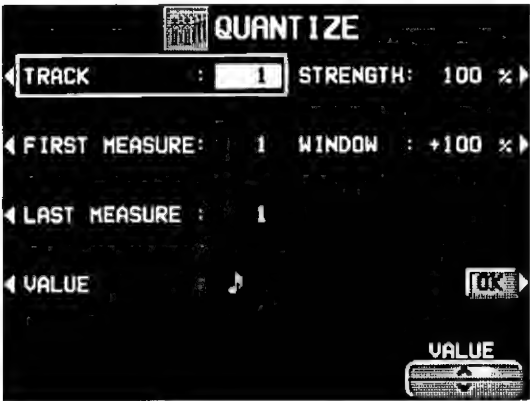 QUANTIZE
TRACK : 1 STRENGTH: 100 %
FIRST MEASURE: 1 WINDOW : +100 %
LAST MEASURE : 1
VALUE : ♪
OK
VALUE